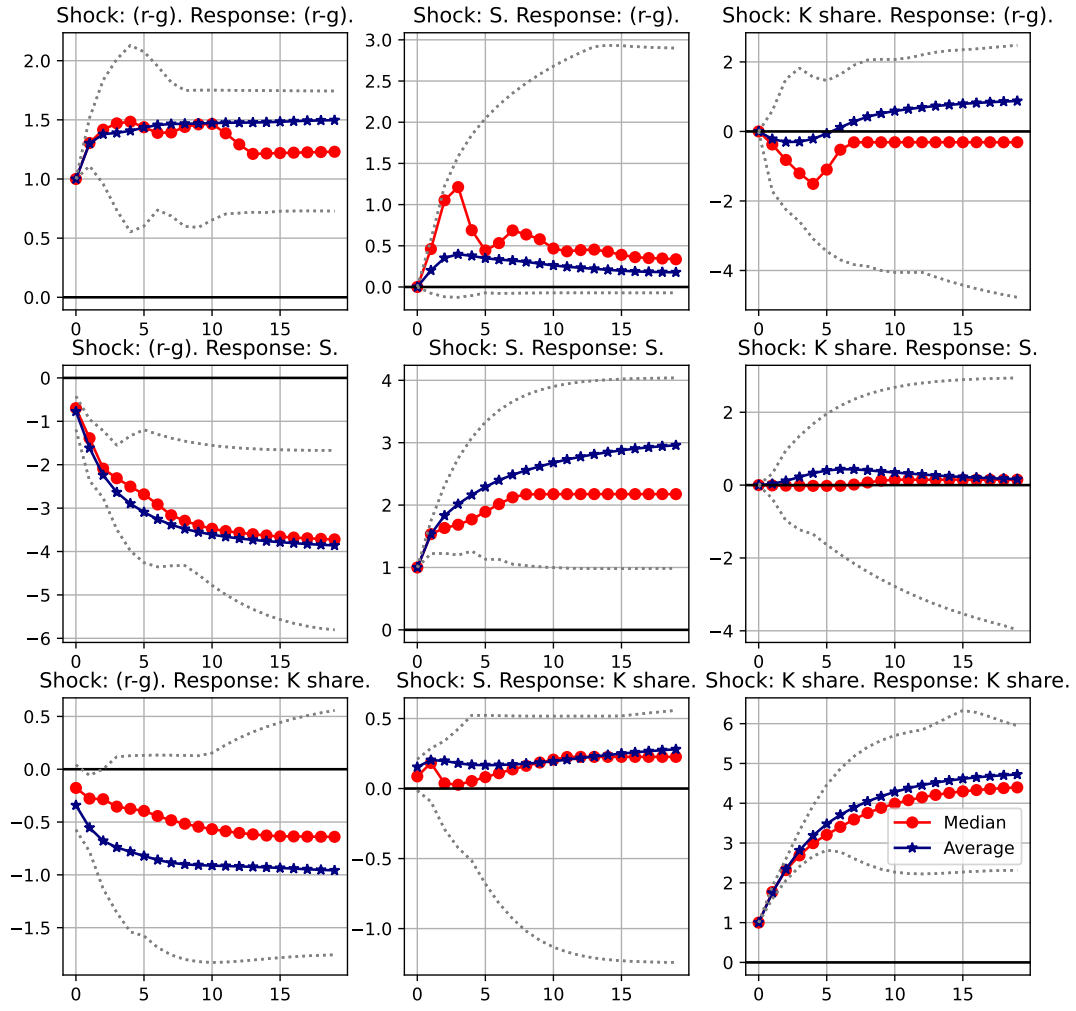 Shock: (r-g). Response: (r-g).
Shock: S. Response: (r-g).
Shock: K share. Response: (r-g).
2.0
1.5
1.0
0.5
0.0
0 5 10 15
3.0
2.5
2.0
1.5
1.0
0.5
0.0
0 5 10 15
2
0
−2
−4
0 5 10 15
Shock: (r-g). Response: S.
Shock: S. Response: S.
Shock: K share. Response: S.
0
−1
−2
−3
−4
−5
−6
0 5 10 15
4
3
2
1
0
0 5 10 15
2
0
−2
−4
0 5 10 15
Shock: (r-g). Response: K share.
Shock: S. Response: K share.
Shock: K share. Response: K share.
0.5
0.0
−0.5
−1.0
−1.5
0 5 10 15
0.5
0.0
−0.5
−1.0
0 5 10 15
6
5
4
3
2
1
0
Median
Average
0 5 10 15